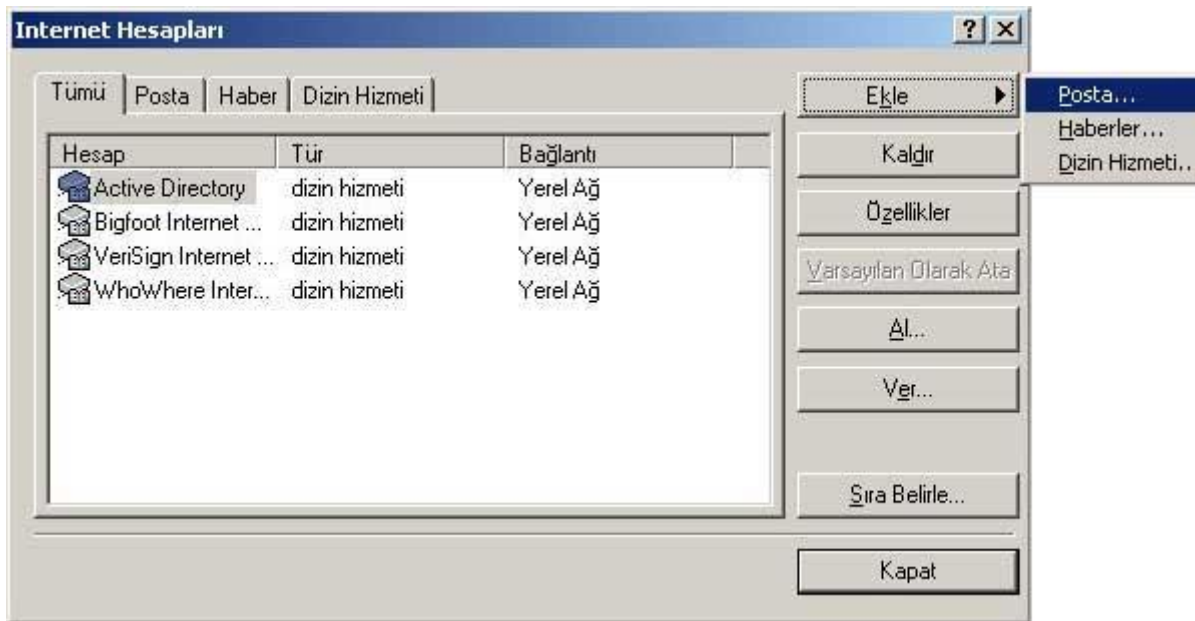 Internet Hesapları
Tümü Posta Haber Dizin Hizmeti
Hesap Tür Bağlantı
Active Directory dizin hizmeti Yerel Ağ
Bigfoot Internet ... dizin hizmeti Yerel Ağ
VeriSign Internet ... dizin hizmeti Yerel Ağ
WhoWhere Inter... dizin hizmeti Yerel Ağ
Ekle
Kaldır
Özellikler
Varsayılan Olarak Ata
Al...
Ver...
Sıra Belirle...
Kapat
Posta...
Haberler...
Dizin Hizmeti..